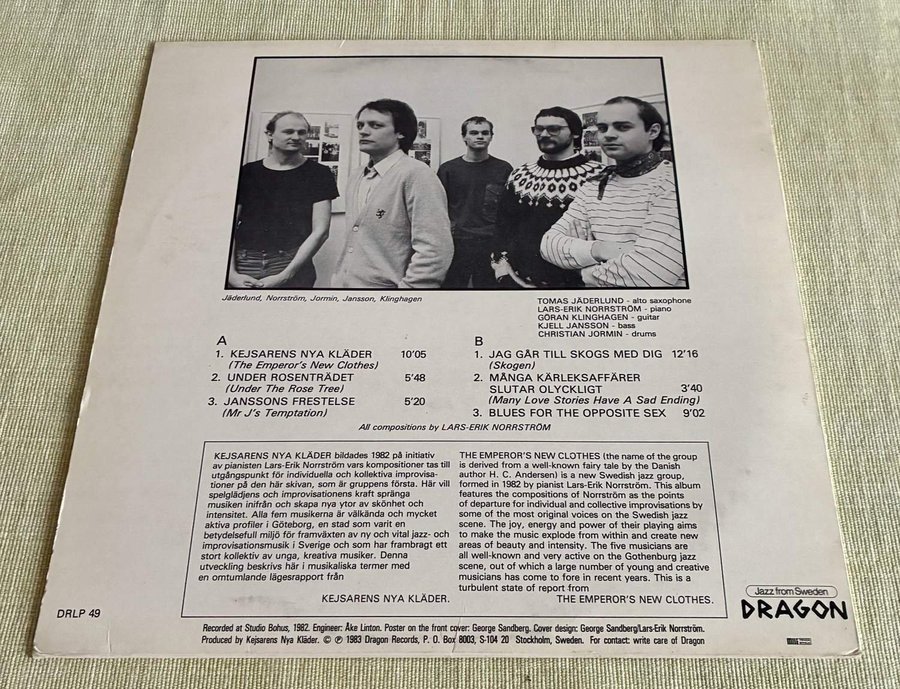 Jäderlund, Norrström, Jormin, Jansson, Klinghagen
TOMAS JÄDERLUND - alto saxophone
LARS-ERIK NORRSTRÖM - piano
GÖRAN KLINGHAGEN - guitar
KJELL JANSSON - bass
CHRISTIAN JORMIN - drums
A
1. KEJSARENS NYA KLÄDER 10'05
(The Emperor's New Clothes)
2. UNDER ROSENTRÄDET 5'48
(Under The Rose Tree)
3. JANSSONS FRESTELSE 5'20
(Mr J's Temptation)
B
1. JAG GÅR TILL SKOGS MED DIG 12'16
(Skogen)
2. MÅNGA KÄRLEKSAFFÄRER
SLUTAR OLYCKLIGT 3'40
(Many Love Stories Have A Sad Ending)
3. BLUES FOR THE OPPOSITE SEX 9'02
All compositions by LARS-ERIK NORRSTRÖM
KEJSARENS NYA KLÄDER bildades 1982 på initiativ
av pianisten Lars-Erik Norrström vars kompositioner tas till
utgångspunkt för individuella och kollektiva improvisa-
tioner på den här skivan, som är gruppens första. Här vill
spelglädjens och improvisationens kraft spränga
musiken inifrån och skapa nya ytor av skönhet och
intensitet. Alla fem musikerna är välkända och mycket
aktiva profiler i Göteborg, en stad som varit en
betydelsefull miljö för framväxten av ny och vital jazz- och
improvisationsmusik i Sverige och som har frambragt ett
stort kollektiv av unga, kreativa musiker. Denna
utveckling beskrivs här i musikaliska termer med
en omtumlande lägesrapport från
KEJSARENS NYA KLÄDER.
THE EMPEROR'S NEW CLOTHES (the name of the group
is derived from a well-known fairy tale by the Danish
author H. C. Andersen) is a new Swedish jazz group,
formed in 1982 by pianist Lars-Erik Norrström. This album
features the compositions of Norrström as the points
of departure for individual and collective improvisations by
some of the most original voices on the Swedish jazz
scene. The joy, energy and power of their playing aims
to make the music explode from within and create new
areas of beauty and intensity. The five musicians are
all well-known and very active on the Gothenburg jazz
scene, out of which a large number of young and creative
musicians has come to fore in recent years. This is a
turbulent state of report from
THE EMPEROR'S NEW CLOTHES.
DRLP 49
Jazz from Sweden
DRAGON
Recorded at Studio Bohus, 1982. Engineer: Åke Linton. Poster on the front cover: George Sandberg. Cover design: George Sandberg/Lars-Erik Norrström.
Produced by Kejsarens Nya Kläder. © ℗ 1983 Dragon Records, P. O. Box 8003, S-104 20 Stockholm, Sweden. For contact: write care of Dragon